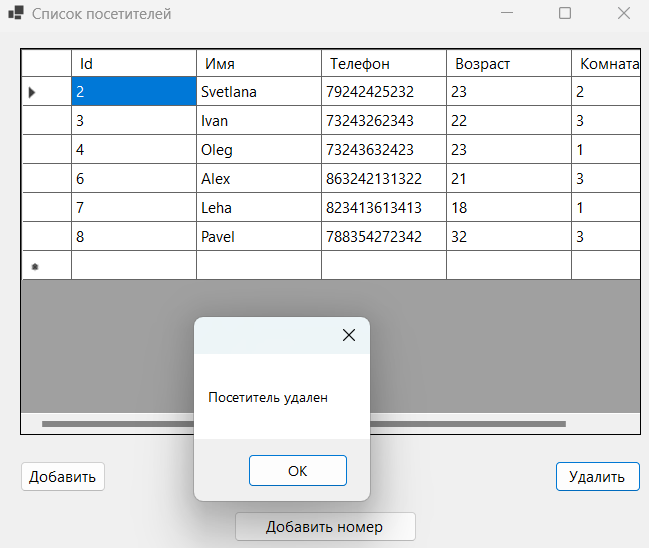 Список посетителей
Id Имя Телефон Возраст Комната
2 Svetlana 79242425232 23 2
3 Ivan 73243262343 22 3
4 Oleg 73243632423 23 1
6 Alex 863242131322 21 3
7 Leha 823413613413 18 1
8 Pavel 788354272342 32 3
Посетитель удален
OK
Добавить Удалить
Добавить номер